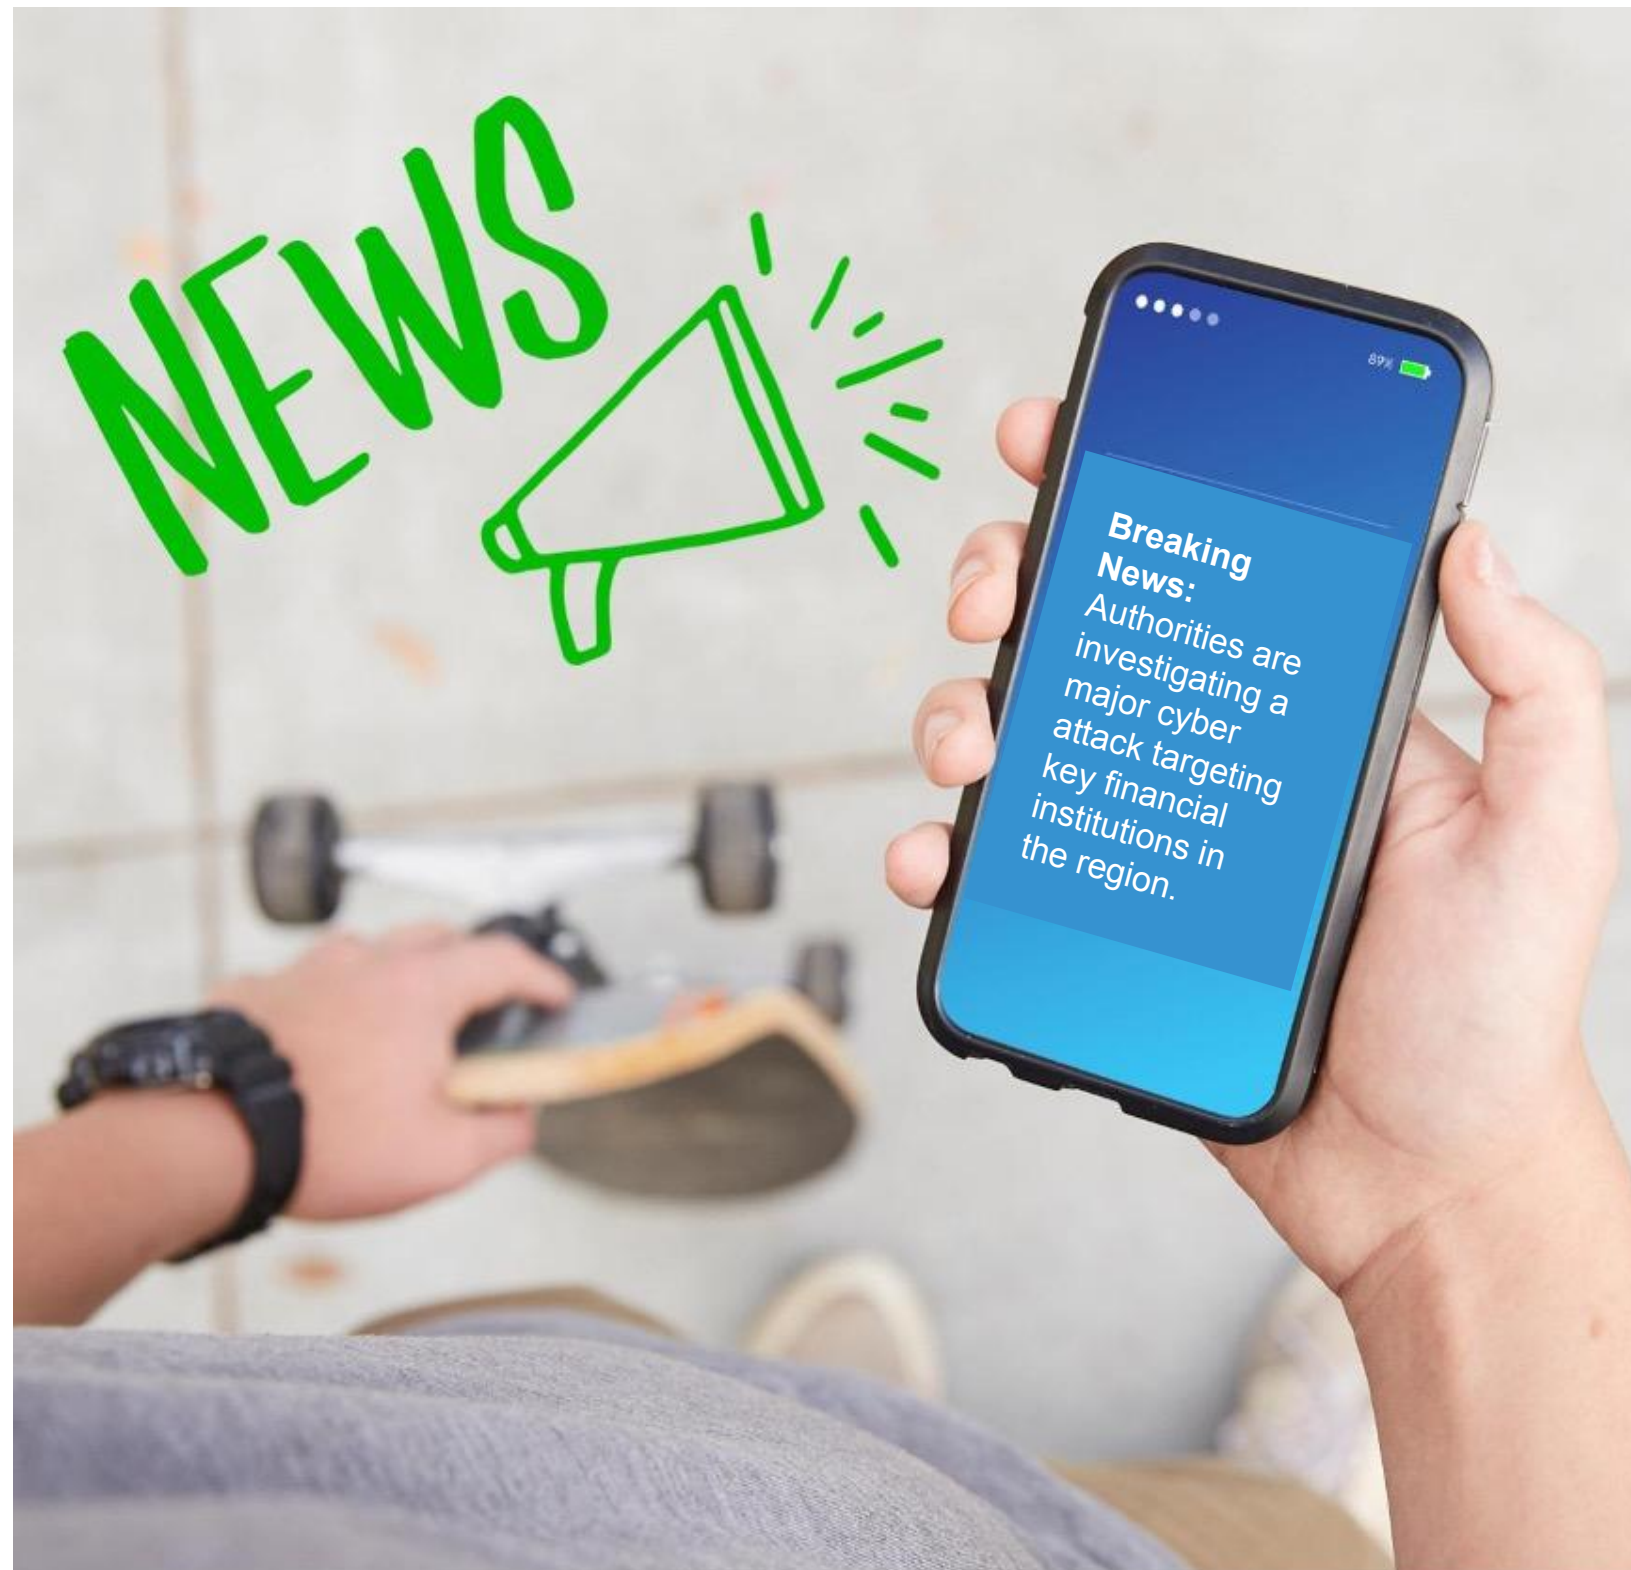 NEWS
89%
Breaking
News:
Authorities are
investigating a
major cyber
attack targeting
key financial
institutions in
the region.